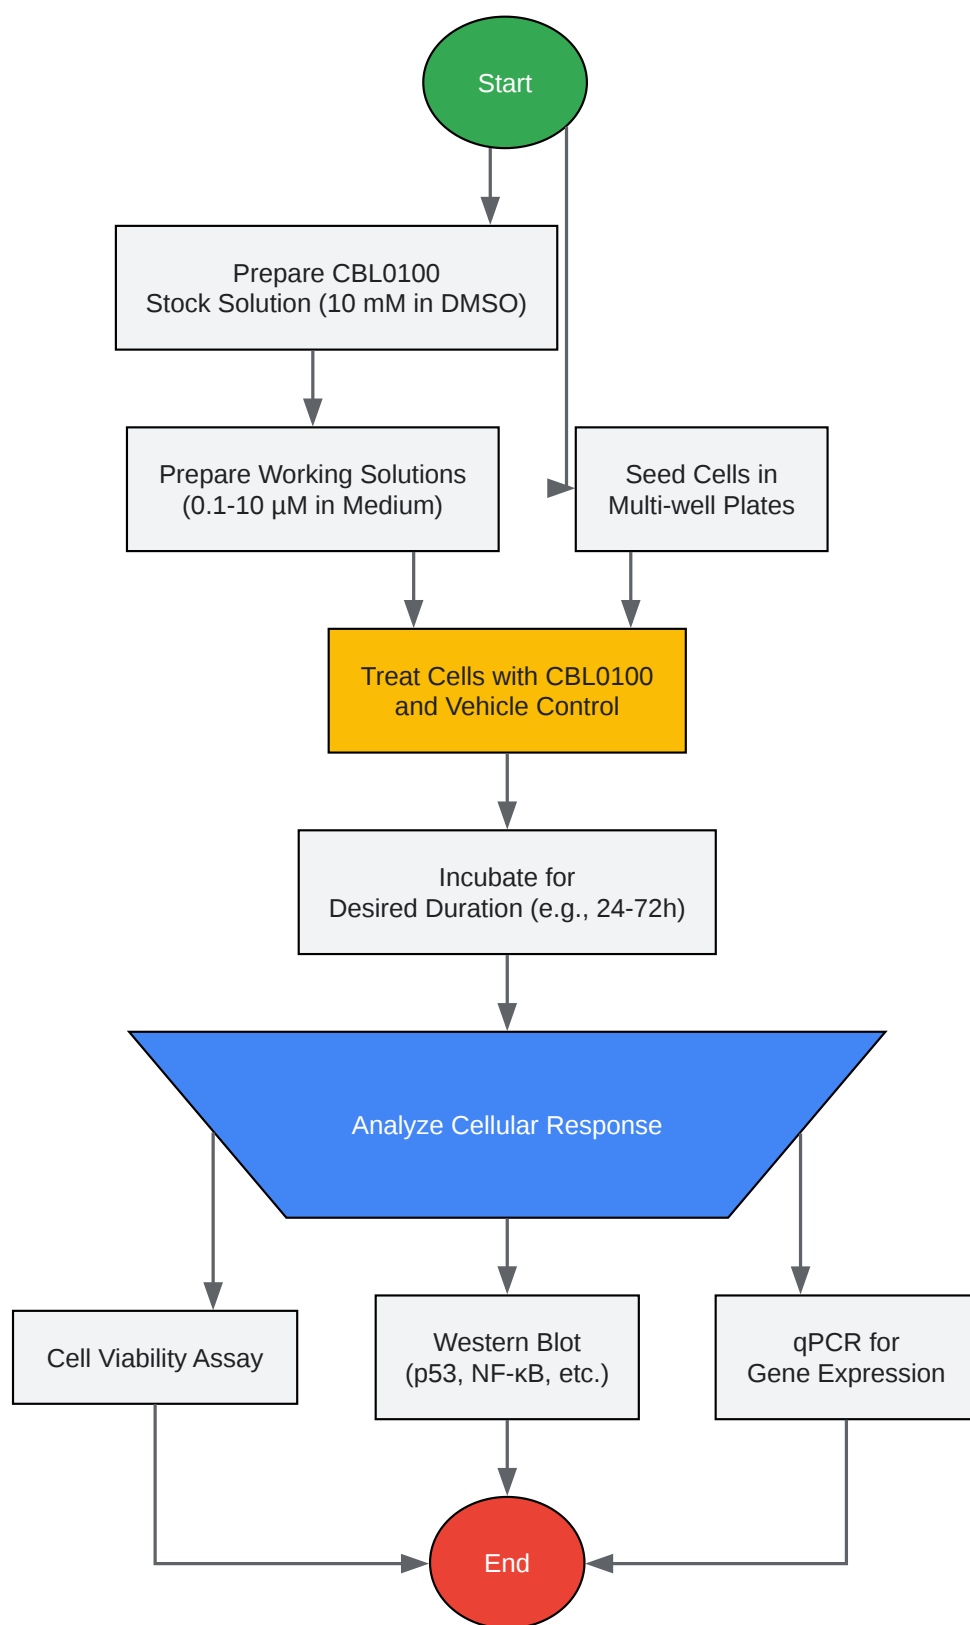 Start
Prepare CBL0100
Stock Solution (10 mM in DMSO)
Prepare Working Solutions
(0.1-10 µM in Medium)
Seed Cells in
Multi-well Plates
Treat Cells with CBL0100
and Vehicle Control
Incubate for
Desired Duration (e.g., 24-72h)
Analyze Cellular Response
Cell Viability Assay
Western Blot
(p53, NF-κB, etc.)
qPCR for
Gene Expression
End